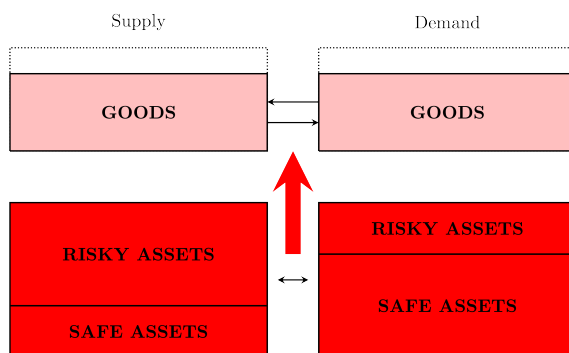 Supply
Demand
GOODS
GOODS
RISKY ASSETS
RISKY ASSETS
SAFE ASSETS
SAFE ASSETS